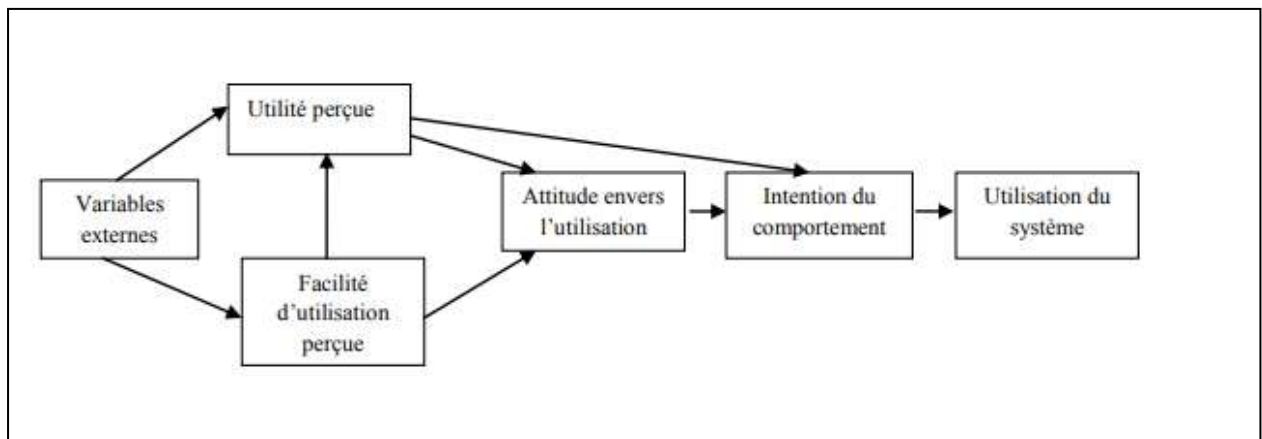 Utilité perçue
Variables
externes
Facilité
d’utilisation
perçue
Attitude envers
l’utilisation
Intention du
comportement
Utilisation du
système